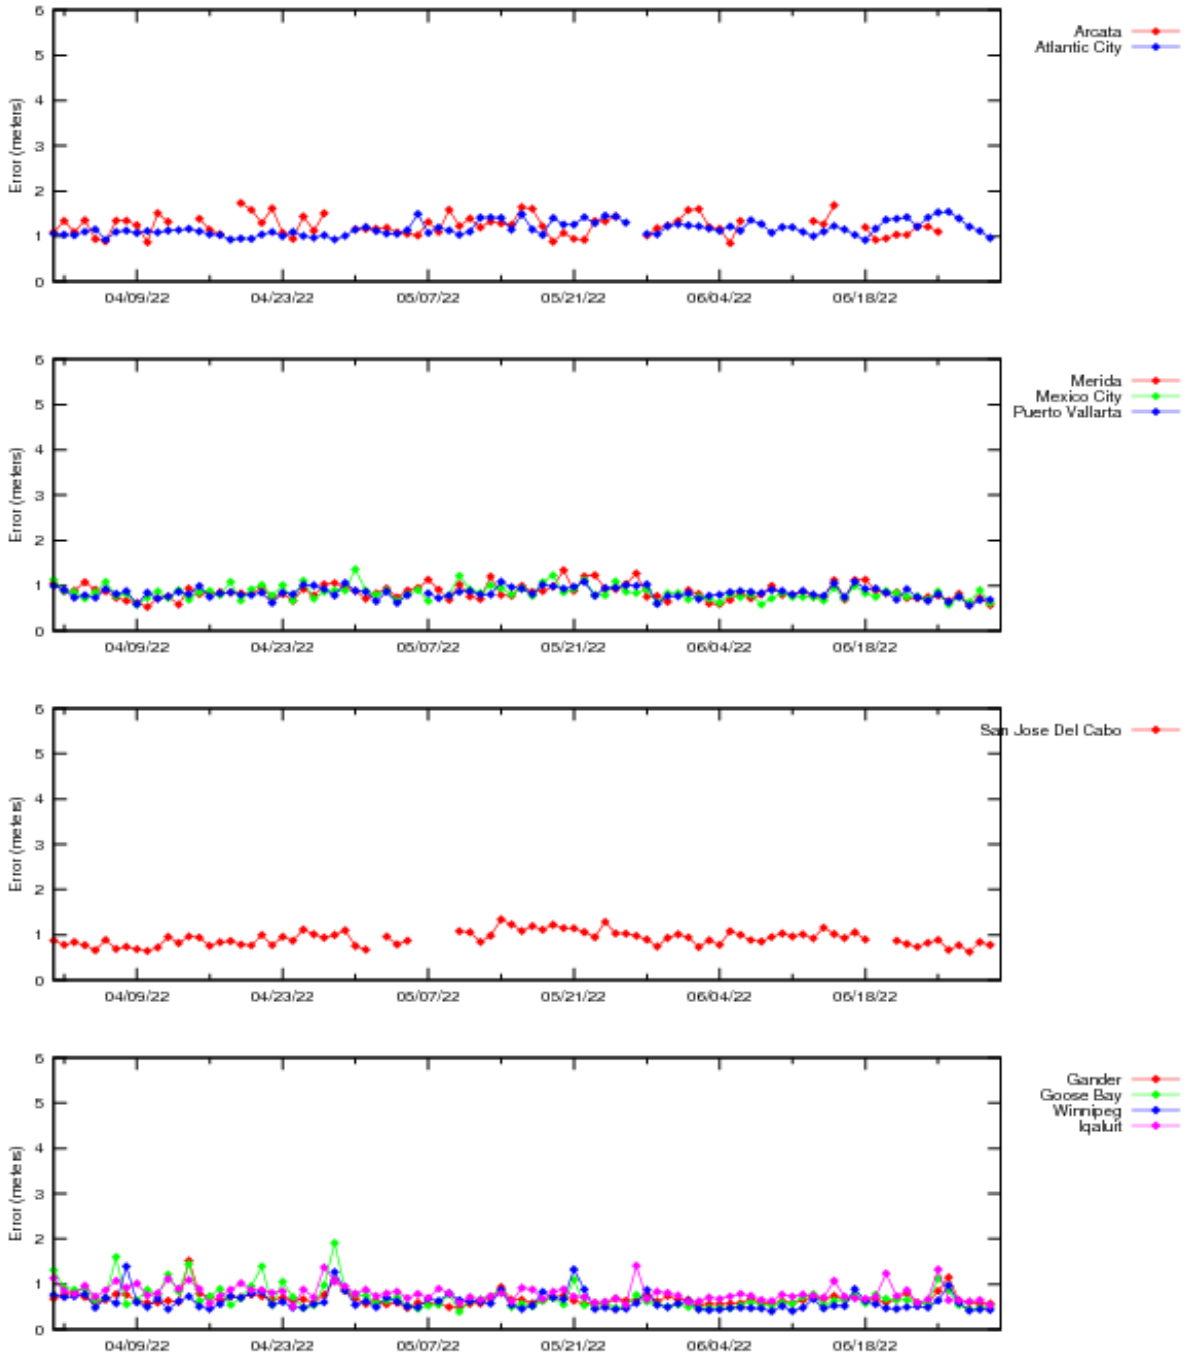 6
5
4
3
2
1
0
Error (meters)
04/09/22 04/23/22 05/07/22 05/21/22 06/04/22 06/18/22
Arcata
Atlantic City
6
5
4
3
2
1
0
Error (meters)
04/09/22 04/23/22 05/07/22 05/21/22 06/04/22 06/18/22
Merida
Mexico City
Puerto Vallarta
6
5
4
3
2
1
0
Error (meters)
04/09/22 04/23/22 05/07/22 05/21/22 06/04/22 06/18/22
San Jose Del Cabo
6
5
4
3
2
1
0
Error (meters)
04/09/22 04/23/22 05/07/22 05/21/22 06/04/22 06/18/22
Gander
Goose Bay
Winnipeg
Iqaluit